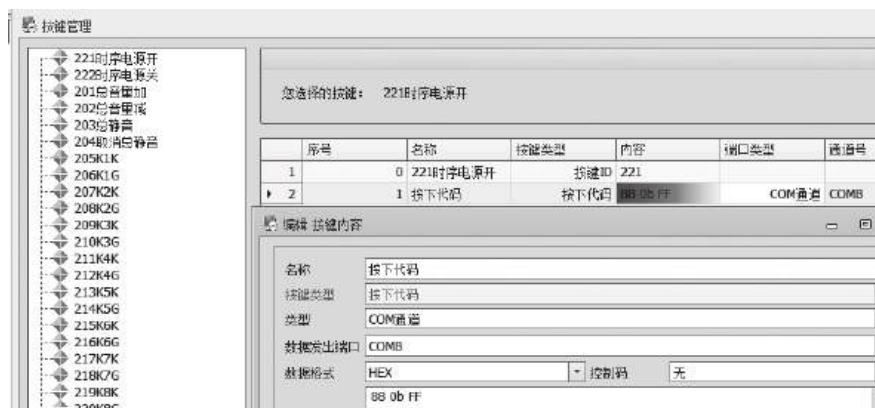 按键管理
221时序电源开
222时序电源关
201总音量加
202总音量减
203总静音
204取消总静音
205K1K
206K1G
207K2K
208K2G
209K3K
210K3G
211K4K
212K4G
213K5K
214K5G
215K6K
216K6G
217K7K
218K7G
219K8K
220K8G
您选择的按键: 221时序电源开
序号 名称 按键类型 内容 端口类型 通道号
1 0 221时序电源开 按键ID 221
2 1 按下代码 按下代码 88 0b FF COM通道 COM8
编辑 按键内容
名称 按下代码
按键类型 按下代码
类型 COM通道
数据发出端口 COM8
数据格式 HEX 控制码 无
88 0b FF